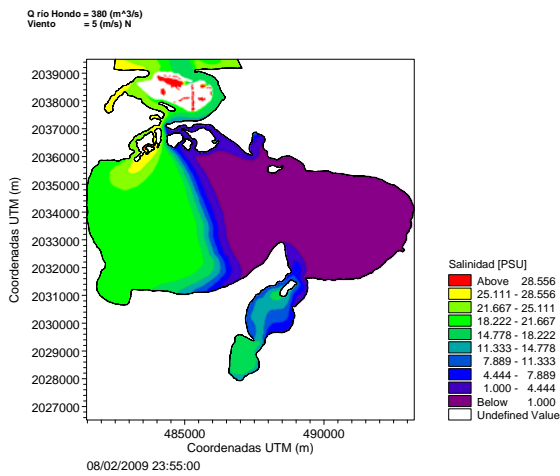 Q río Hondo = 380 (m^3/s)
Viento = 5 (m/s) N
2039000
2038000
2037000
2036000
2035000
2034000
2033000
2032000
2031000
2030000
2029000
2028000
2027000
Coordenadas UTM (m)
485000 490000
Coordenadas UTM (m)
08/02/2009 23:55:00
Salinidad [PSU]
Above 28.556
25.111 - 28.556
21.667 - 25.111
18.222 - 21.667
14.778 - 18.222
11.333 - 14.778
7.889 - 11.333
4.444 - 7.889
1.000 - 4.444
Below 1.000
Undefined Value